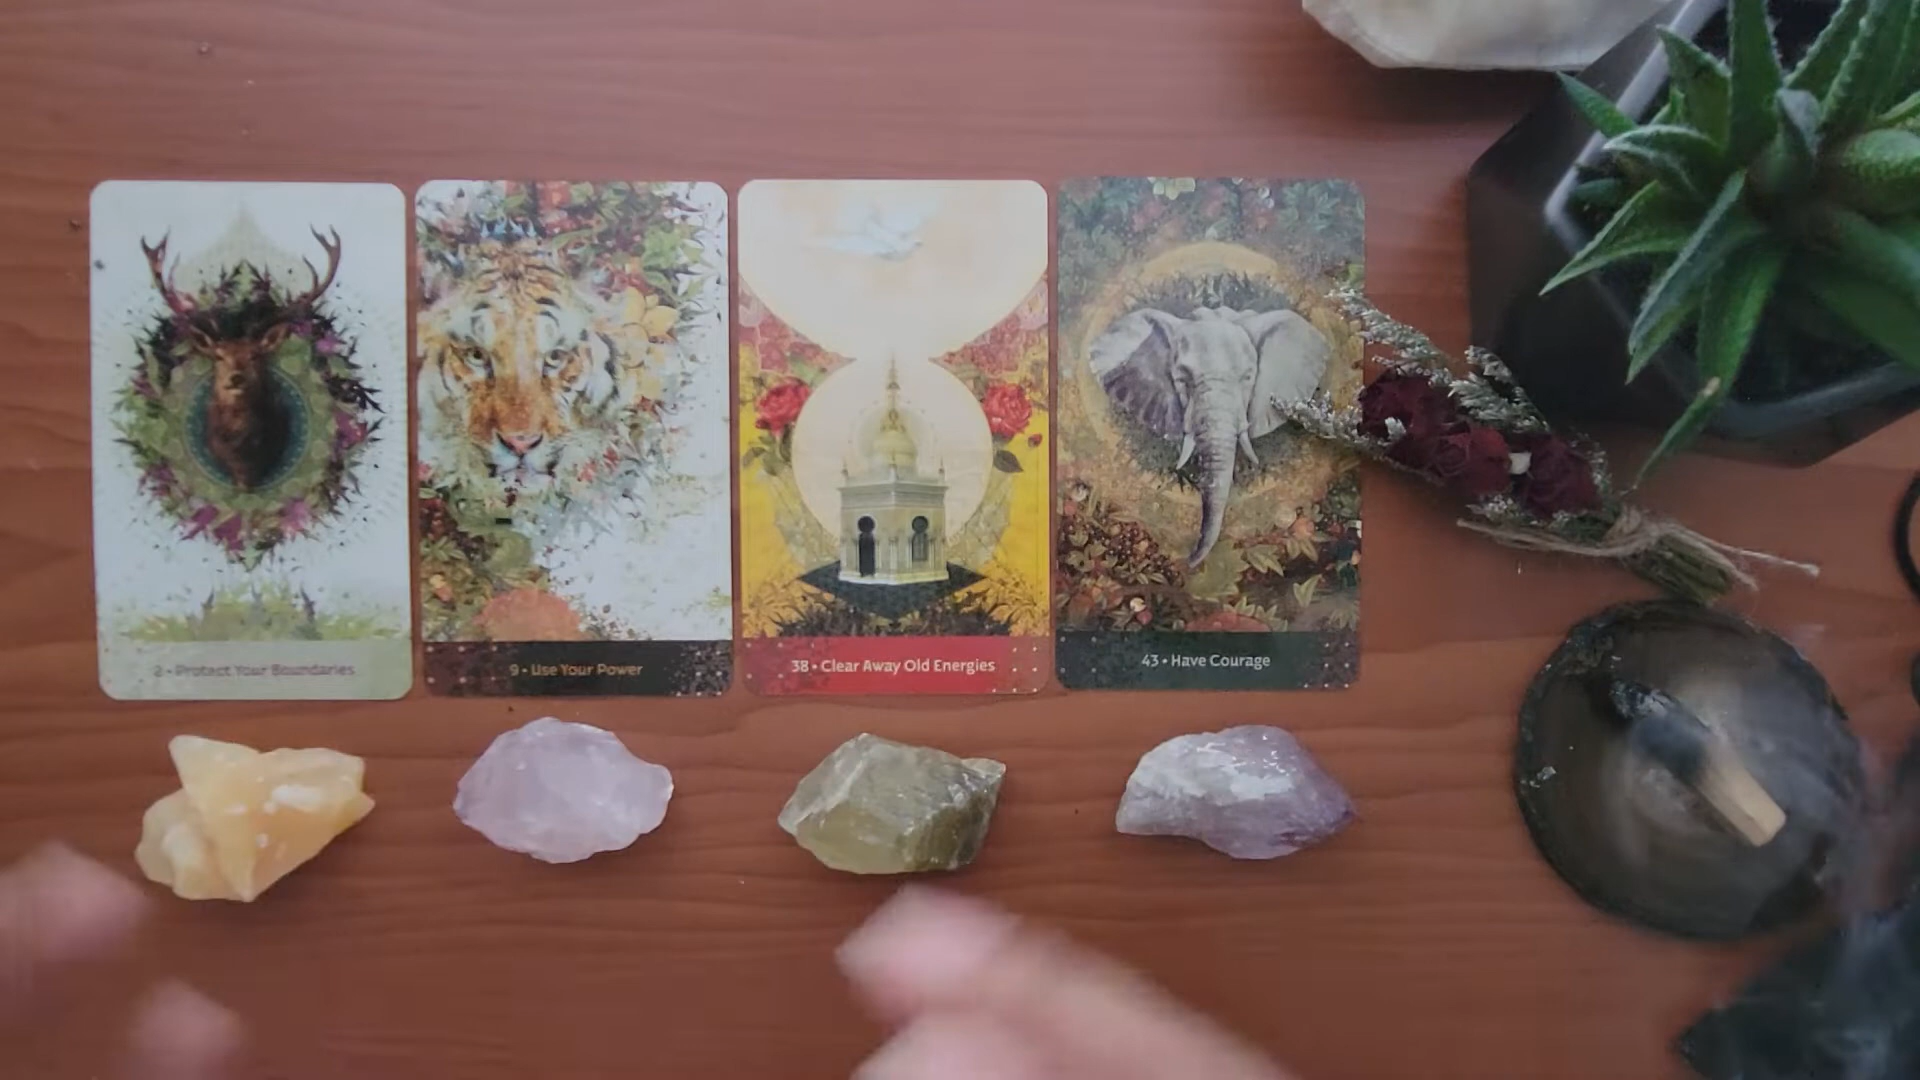 2 • Protect Your Boundaries
9 • Use Your Power
38 • Clear Away Old Energies
43 • Have Courage